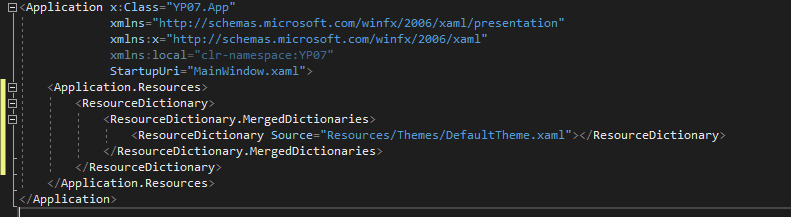 <Application x:Class="YP07.App"
xmlns="http://schemas.microsoft.com/winfx/2006/xaml/presentation"
xmlns:x="http://schemas.microsoft.com/winfx/2006/xaml"
xmlns:local="clr-namespace:YP07"
StartupUri="MainWindow.xaml">
<Application.Resources>
<ResourceDictionary>
<ResourceDictionary.MergedDictionaries>
<ResourceDictionary Source="Resources/Themes/DefaultTheme.xaml"></ResourceDictionary>
</ResourceDictionary.MergedDictionaries>
</ResourceDictionary>
</Application.Resources>
</Application>